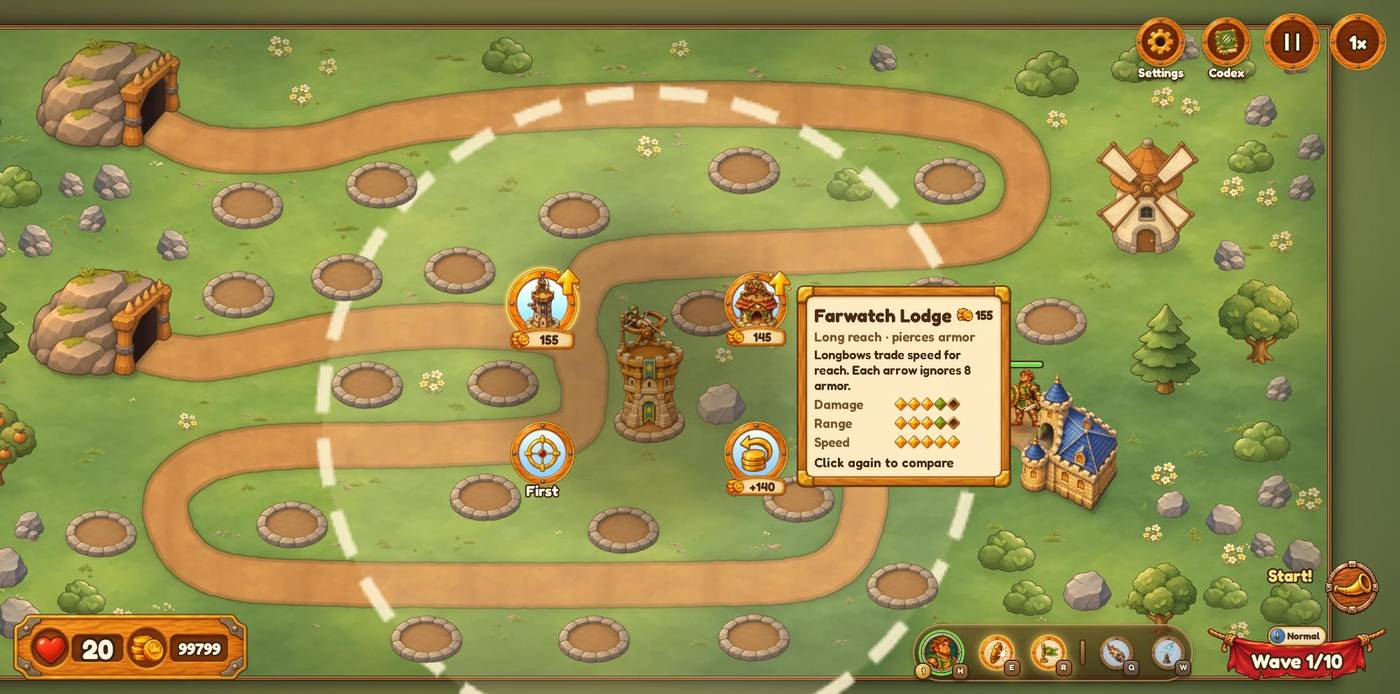 Settings
Codex
1x
155
145
Farwatch Lodge 155
Long reach · pierces armor
Longbows trade speed for
reach. Each arrow ignores 8
armor.
Damage
Range
Speed
Click again to compare
First
+140
Start!
20
99799
1
H
E
R
Q
W
Normal
Wave 1/10